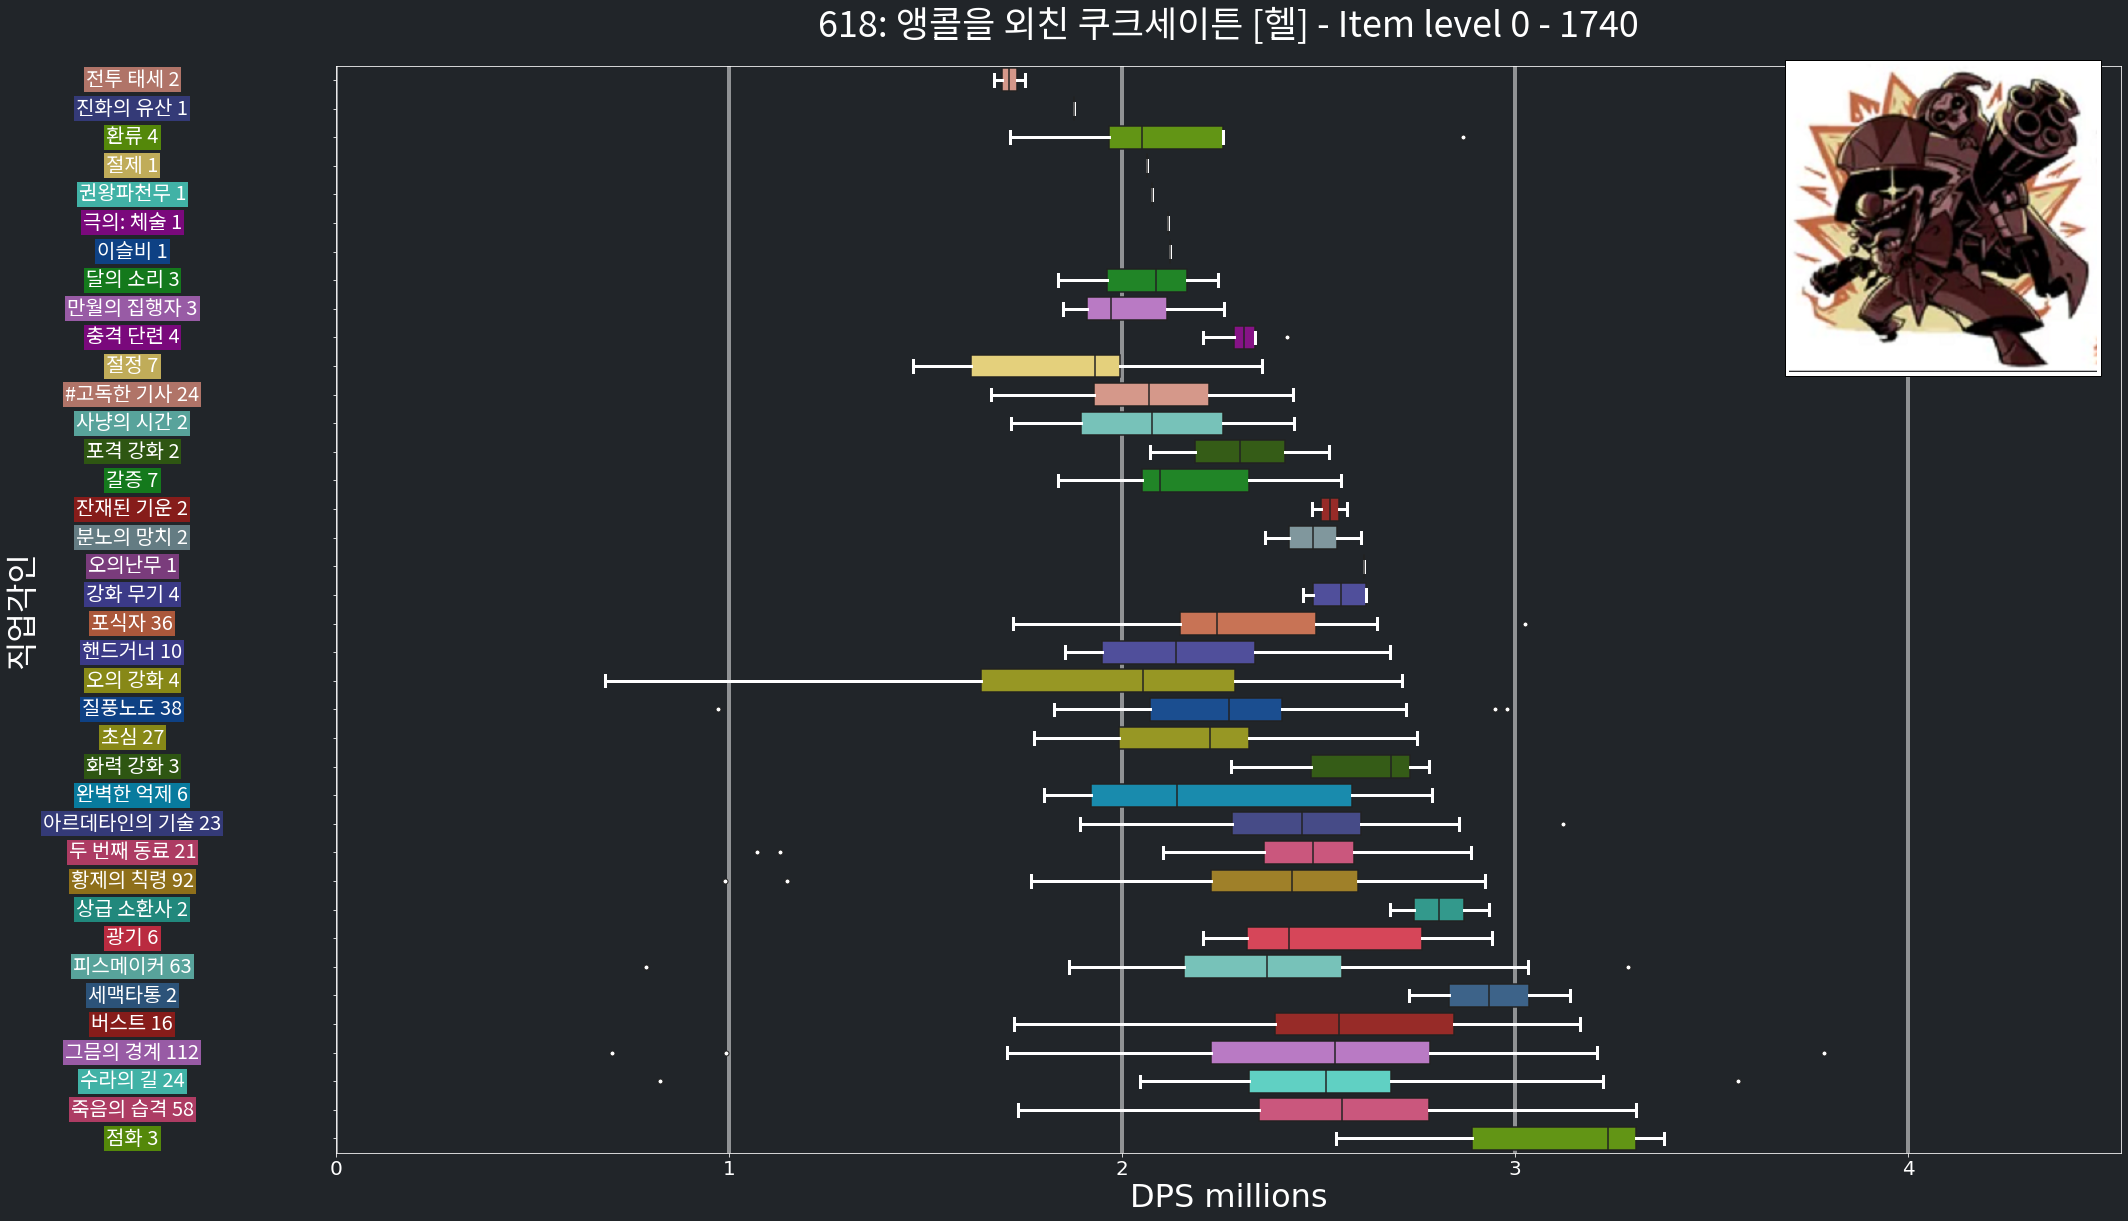 618: 앵콜을 외친 쿠크세이튼 [헬] - Item level 0 - 1740
직업각인
전투 태세 2
진화의 유산 1
환류 4
절제 1
권왕파천무 1
극의: 체술 1
이슬비 1
달의 소리 3
만월의 집행자 3
충격 단련 4
절정 7
#고독한 기사 24
사냥의 시간 2
포격 강화 2
갈증 7
잔재된 기운 2
분노의 망치 2
오의난무 1
강화 무기 4
포식자 36
핸드거너 10
오의 강화 4
질풍노도 38
초심 27
화력 강화 3
완벽한 억제 6
아르데타인의 기술 23
두 번째 동료 21
황제의 칙령 92
상급 소환사 2
광기 6
피스메이커 63
세맥타통 2
버스트 16
그믐의 경계 112
수라의 길 24
죽음의 습격 58
점화 3
0 1 2 3 4
DPS millions